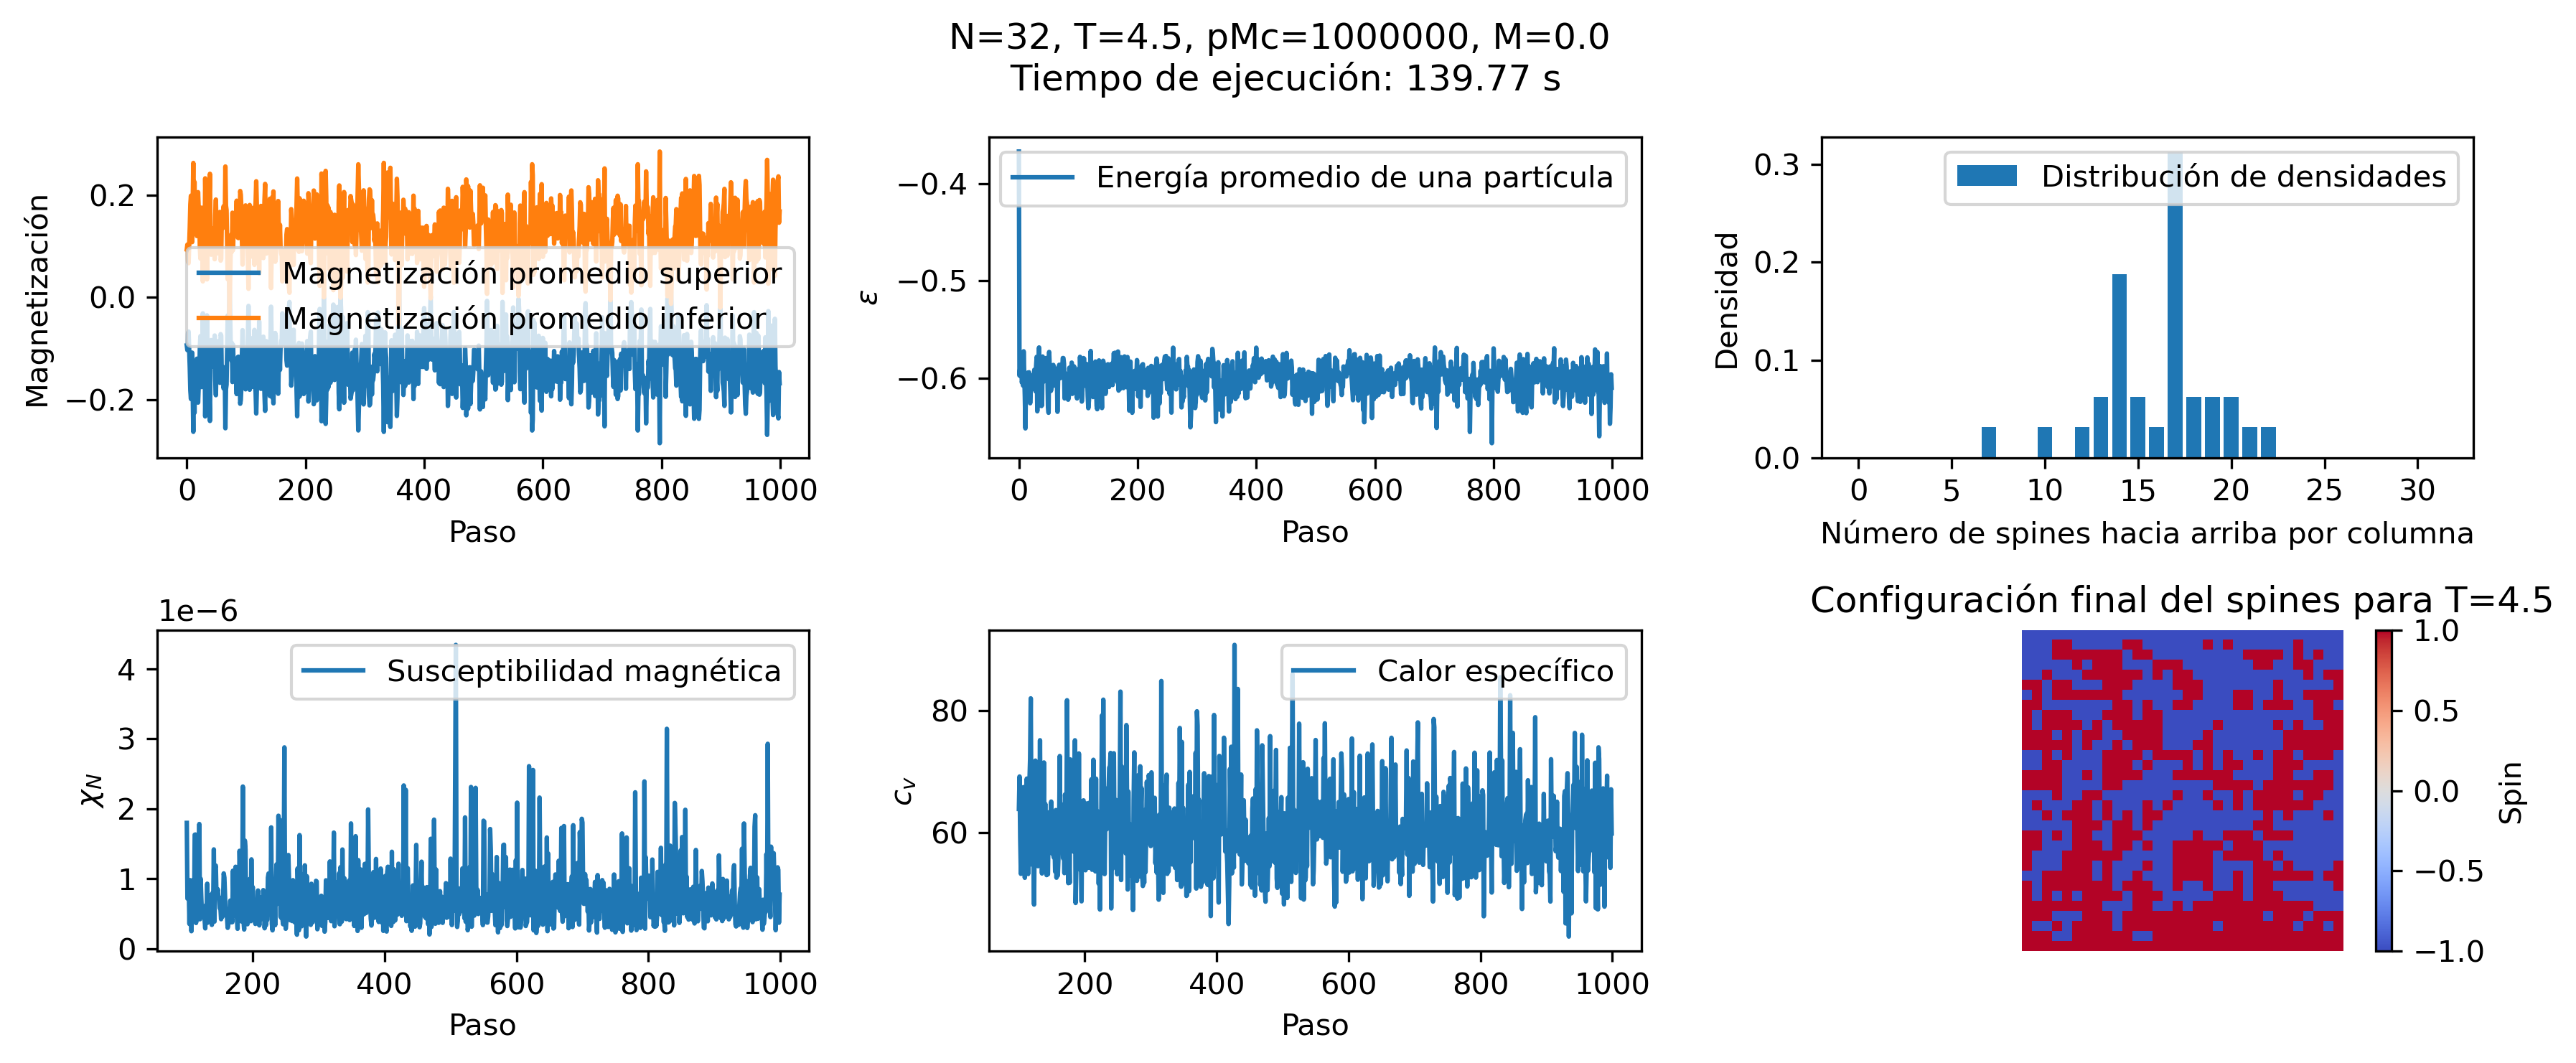 N=32, T=4.5, pMc=1000000, M=0.0
Tiempo de ejecución: 139.77 s
Magnetización
0.2
0.0
−0.2
Magnetización promedio superior
Magnetización promedio inferior
0 200 400 600 800 1000
Paso
ε
−0.4
−0.5
−0.6
Energía promedio de una partícula
0 200 400 600 800 1000
Paso
Densidad
0.3
0.2
0.1
0.0
Distribución de densidades
0 5 10 15 20 25 30
Número de spines hacia arriba por columna
1e−6
χN
4
3
2
1
0
Susceptibilidad magnética
200 400 600 800 1000
Paso
cv
80
60
Calor específico
200 400 600 800 1000
Paso
Configuración final del spines para T=4.5
1.0
0.5
0.0
−0.5
−1.0
Spin